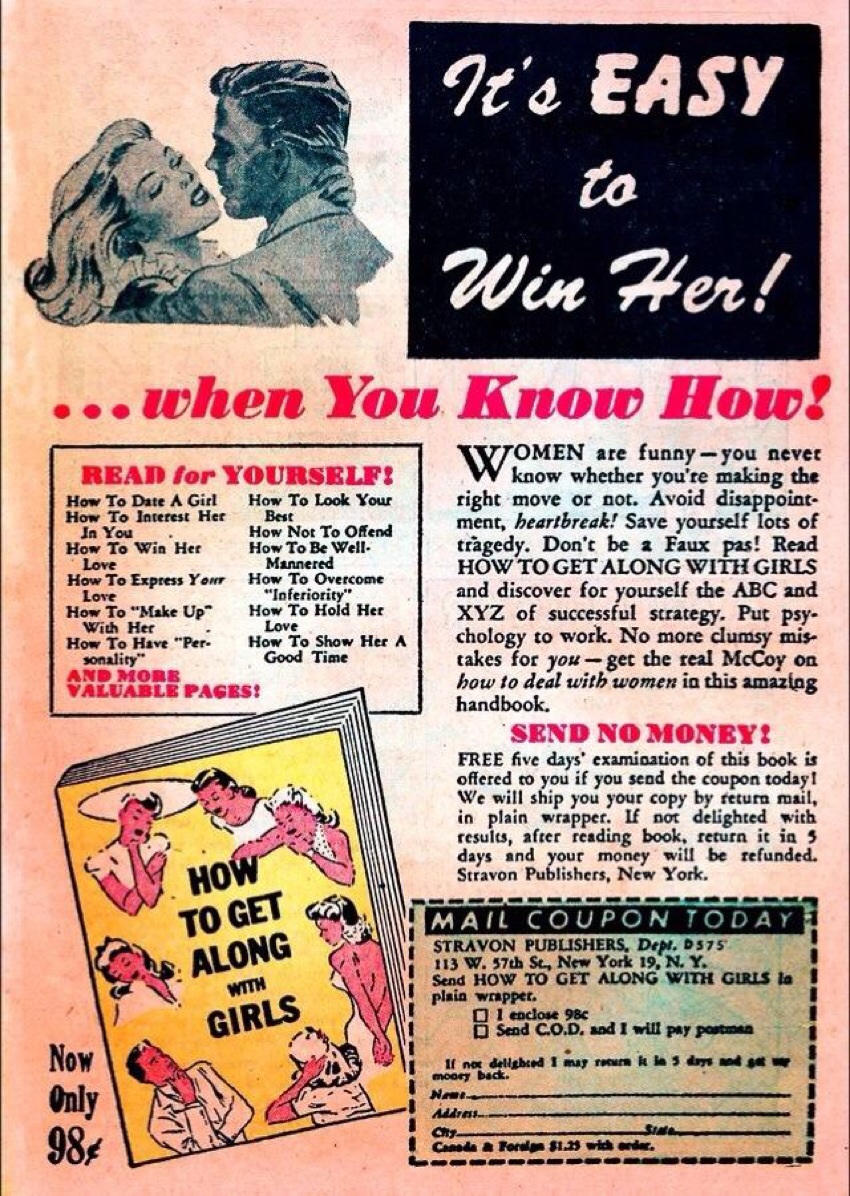 It's EASY
to
Win Her!
...when You Know How!
READ for YOURSELF!
How To Date A Girl
How To Interest Her
In You
How To Win Her
Love
How To Express Your
Love
How To "Make Up"
With Her
How To Have "Per-
sonality"
AND MORE
VALUABLE PAGES!
How To Look Your
Best
How Not To Offend
How To Be Well-
Mannered
How To Overcome
"Inferiority"
How To Hold Her
Love
How To Show Her A
Good Time
WOMEN are funny—you never
know whether you're making the
right move or not. Avoid disappoint-
ment, heartbreak! Save yourself lots of
tragedy. Don't be a Faux pas! Read
HOW TO GET ALONG WITH GIRLS
and discover for yourself the ABC and
XYZ of successful strategy. Put psy-
chology to work. No more clumsy mis-
takes for you—get the real McCoy on
how to deal with women in this amazing
handbook.
SEND NO MONEY!
FREE five days' examination of this book is
offered to you if you send the coupon today!
We will ship you your copy by return mail,
in plain wrapper. If not delighted with
results, after reading book, return it in 5
days and your money will be refunded.
Stravon Publishers, New York.
HOW
TO GET
ALONG
WITH
GIRLS
Now
Only
98¢
MAIL COUPON TODAY
STRAVON PUBLISHERS, Dept. D575
113 W. 57th St., New York 19, N. Y.
Send HOW TO GET ALONG WITH GIRLS in
plain wrapper.
I enclose 98c
Send C.O.D. and I will pay postman
If not delighted I may return it in 5 days and get my
money back.
Name
Address
City State
Canada & Foreign $1.25 with order.